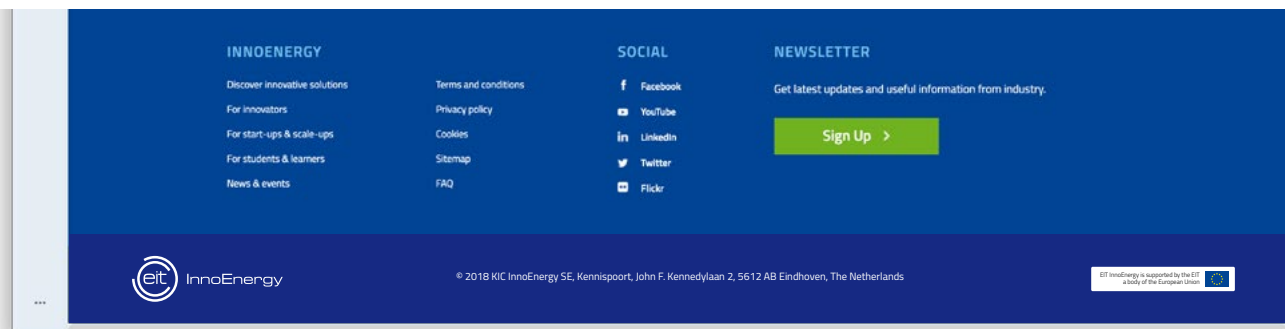 INNOENERGY
Discover innovative solutions
For innovators
For start-ups & scale-ups
For students & learners
News & events
Terms and conditions
Privacy policy
Cookies
Sitemap
FAQ
SOCIAL
Facebook
YouTube
LinkedIn
Twitter
Flickr
NEWSLETTER
Get latest updates and useful information from industry.
Sign Up >
eit InnoEnergy
© 2018 KIC InnoEnergy SE, Kennispoort, John F. Kennedylaan 2, 5612 AB Eindhoven, The Netherlands
EIT InnoEnergy is supported by the EIT
a body of the European Union